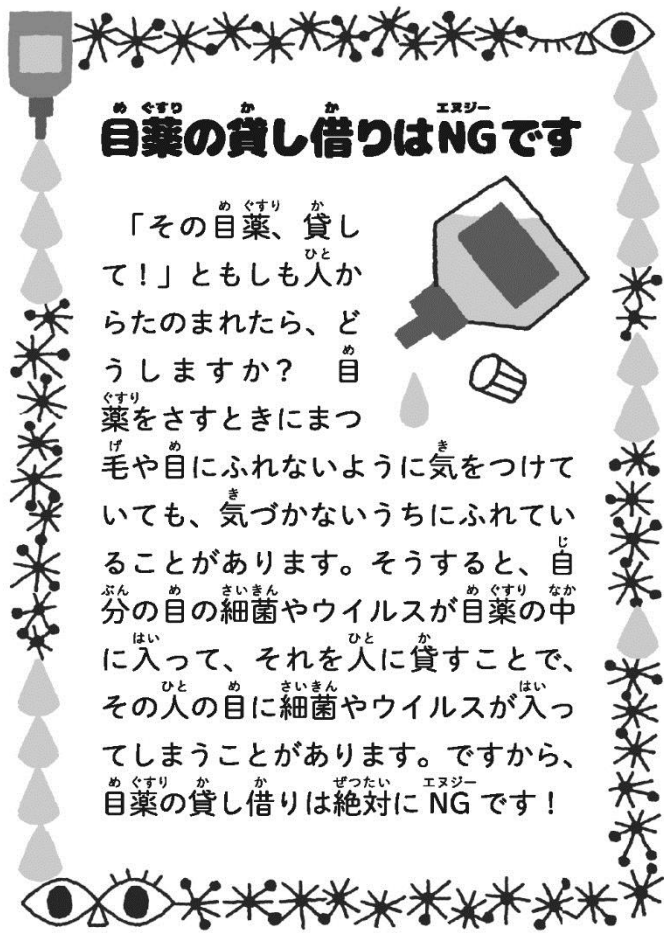 目薬の貸し借りはNGです
「その目薬、貸し
て！」ともしも人か
らたのまれたら、ど
うしますか？　目
薬をさすときにまつ
毛や目にふれないように気をつけて
いても、気づかないうちにふれてい
ることがあります。そうすると、自
分の目の細菌やウイルスが目薬の中
に入って、それを人に貸すことで、
その人の目に細菌やウイルスが入っ
てしまうことがあります。ですから、
目薬の貸し借りは絶対にNGです！